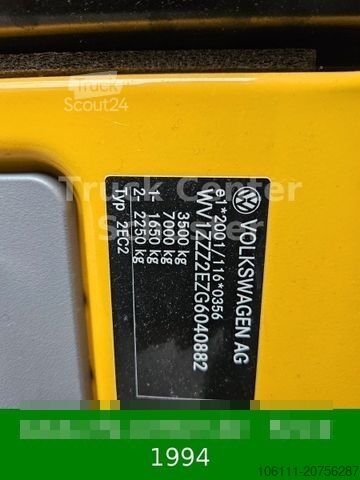 Truck
Scout24
Truck Center
VOLKSWAGEN AG
e1*2001/116*0356
WV1ZZZ2EZG6040882
3500 kg
7000 kg
1- 1650 kg
2- 2250 kg
Typ 2EC2
1994
106111-20756287